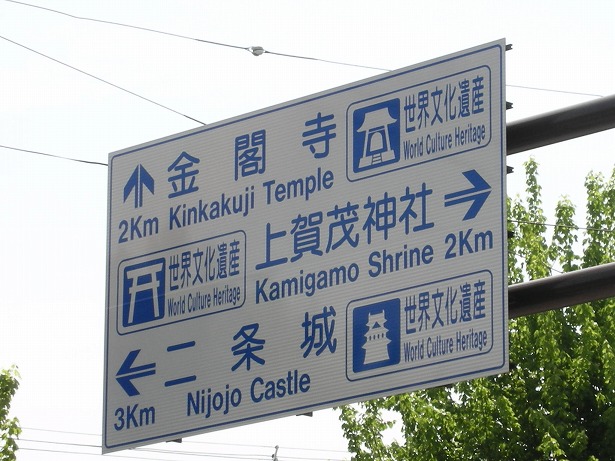 金閣寺
世界文化遺産
World Culture Heritage
2Km Kinkakuji Temple
上賀茂神社
世界文化遺産
World Culture Heritage
Kamigamo Shrine 2Km
二条城
世界文化遺産
World Culture Heritage
3Km Nijojo Castle